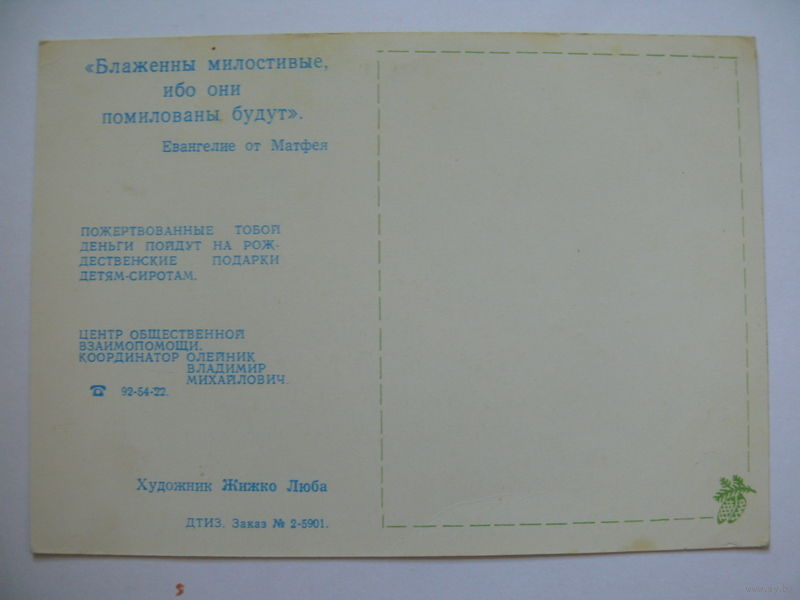 «Блаженны милостивые,
ибо они
помилованы будут».
Евангелие от Матфея
ПОЖЕРТВОВАННЫЕ ТОБОЙ
ДЕНЬГИ ПОЙДУТ НА РОЖ-
ДЕСТВЕНСКИЕ ПОДАРКИ
ДЕТЯМ-СИРОТАМ.
ЦЕНТР ОБЩЕСТВЕННОЙ
ВЗАИМОПОМОЩИ.
КООРДИНАТОР ОЛЕЙНИК
ВЛАДИМИР
МИХАЙЛОВИЧ.
☎ 92-54-22.
Художник Жижко Люба
ДТИЗ. Заказ № 2-5901.